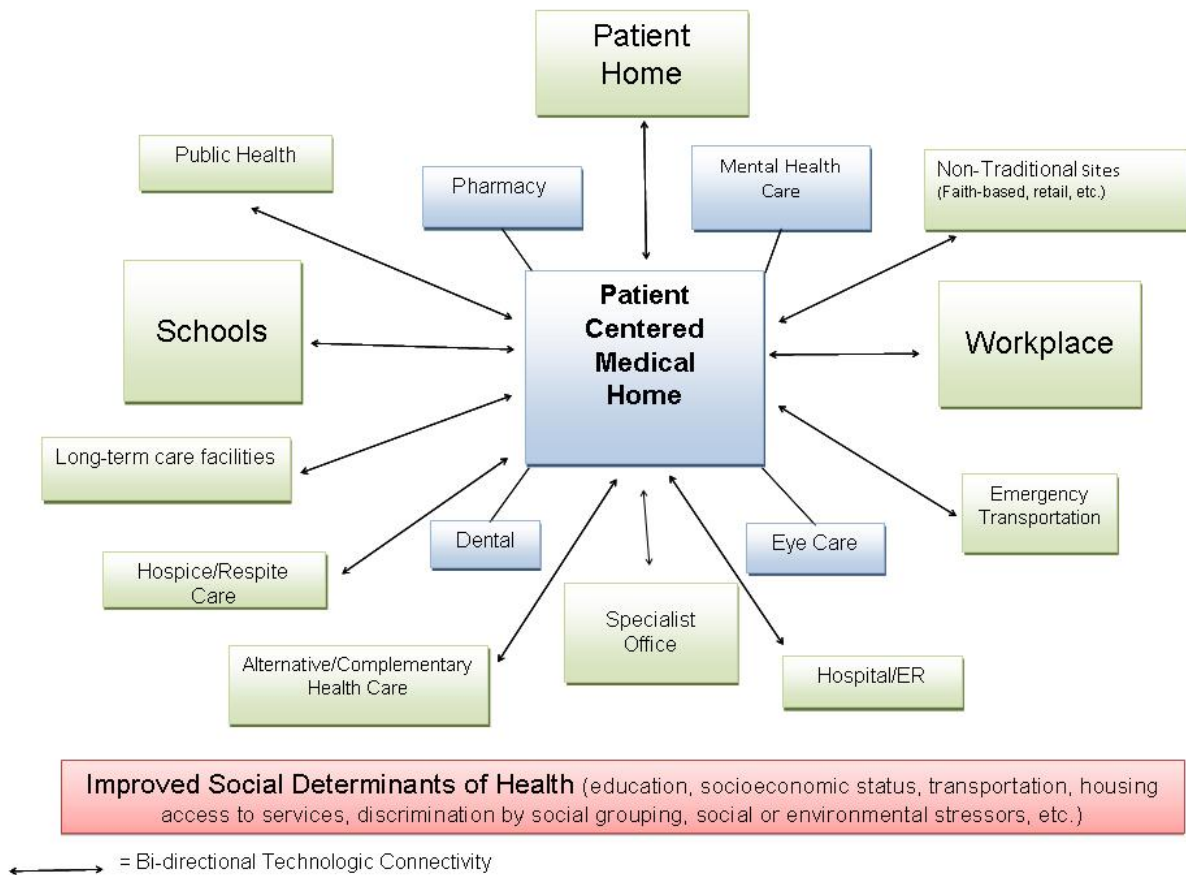 Patient
Home
Public Health
Pharmacy
Mental Health
Care
Non-Traditional sites
(Faith-based, retail, etc.)
Schools
Patient
Centered
Medical
Home
Workplace
Long-term care facilities
Emergency
Transportation
Dental
Eye Care
Hospice/Respite
Care
Specialist
Office
Alternative/Complementary
Health Care
Hospital/ER
Improved Social Determinants of Health (education, socioeconomic status, transportation, housing
access to services, discrimination by social grouping, social or environmental stressors, etc.)
= Bi-directional Technologic Connectivity